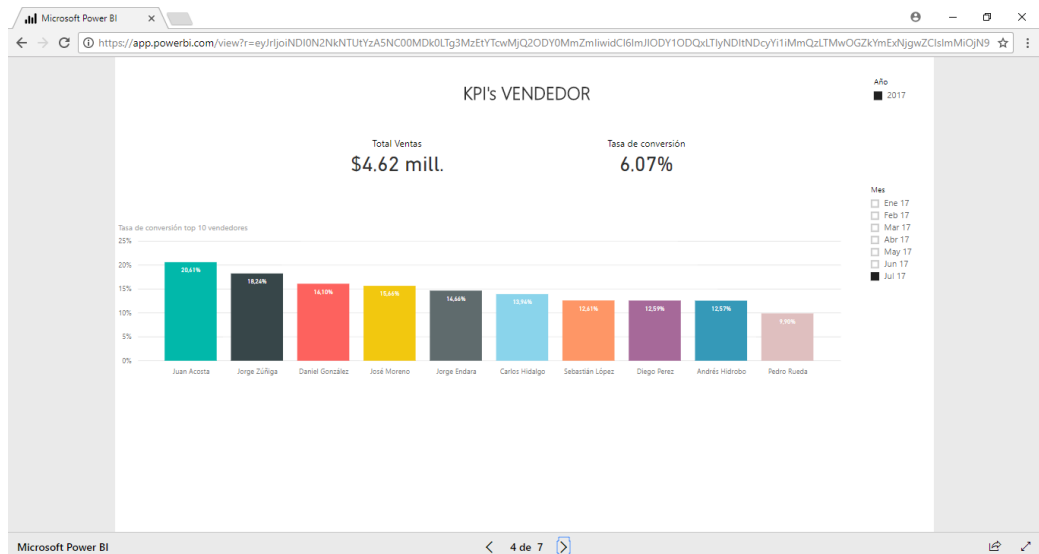 Microsoft Power BI
https://app.powerbi.com/view?r=eyJrIjoiNDI0N2NkNTUtYzA5NC00MDk0LTg3MzEtYTcwMjQ2ODY0MmZmIiwidCI6ImJlODY1ODQxLTIyNDItNDcyYi1iMmQzLTMwOGZkYmExNjgwZCIsImMiOjN9
KPI's VENDEDOR
Año
2017
Total Ventas
$4.62 mill.
Tasa de conversión
6.07%
Mes
Ene 17
Feb 17
Mar 17
Abr 17
May 17
Jun 17
Jul 17
Tasa de conversión top 10 vendedores
25%
20%
15%
10%
5%
0%
20,61%
18,24%
16,10%
15,66%
14,66%
13,94%
12,61%
12,59%
12,57%
9,90%
Juan Acosta
Jorge Zúñiga
Daniel González
José Moreno
Jorge Endara
Carlos Hidalgo
Sebastián López
Diego Perez
Andrés Hidrobo
Pedro Rueda
Microsoft Power BI
4 de 7